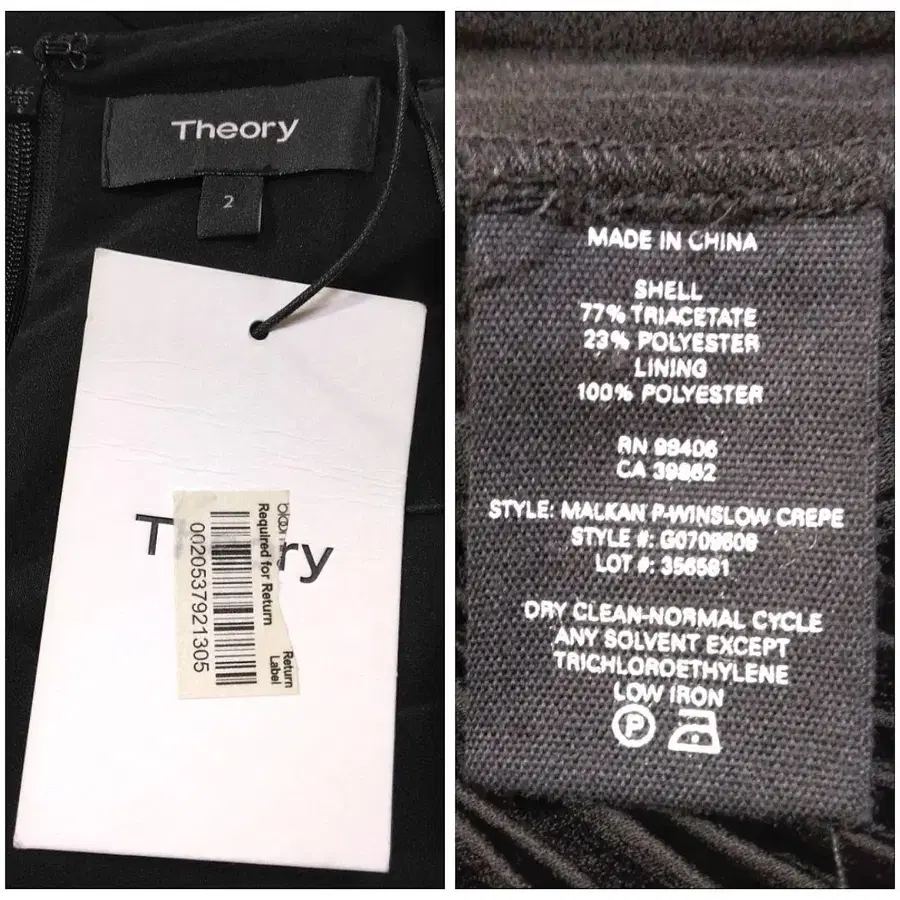 Theory
2
Theory
Required for Return
0020537921305
Return
Label
MADE IN CHINA
SHELL
77% TRIACETATE
23% POLYESTER
LINING
100% POLYESTER
RN 99406
CA 39862
STYLE: MALKAN P-WINSLOW CREPE
STYLE #: G0709606
LOT #: 356581
DRY CLEAN-NORMAL CYCLE
ANY SOLVENT EXCEPT
TRICHLOROETHYLENE
LOW IRON
P